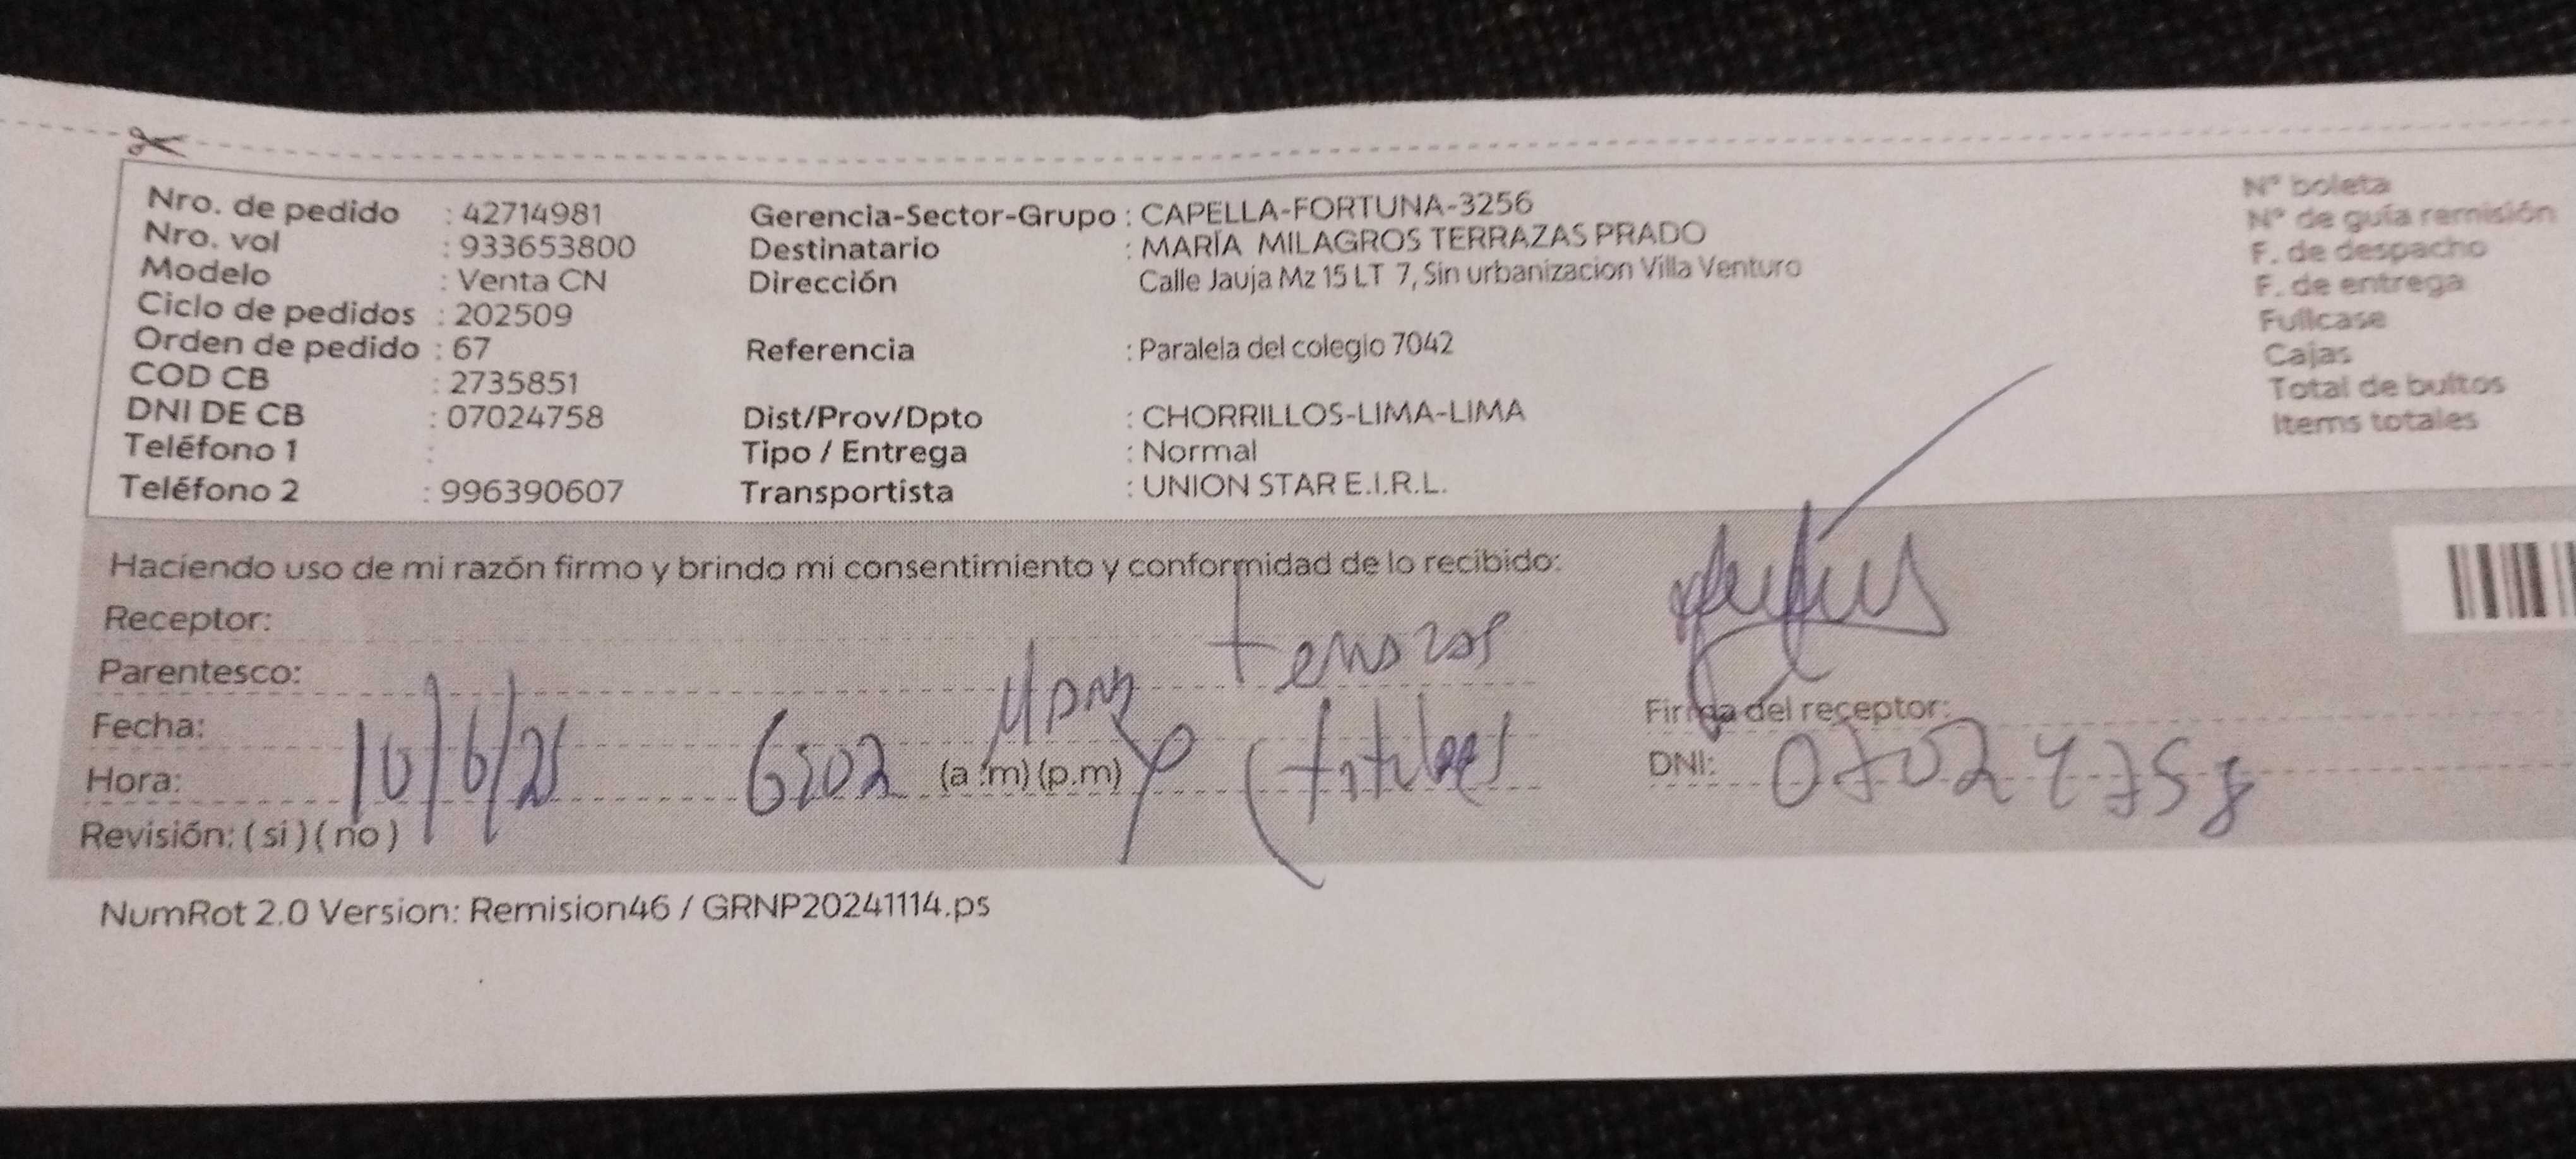 Nro. de pedido : 42714981
Nro. vol : 933653800
Modelo : Venta CN
Ciclo de pedidos : 202509
Orden de pedido : 67
COD CB : 2735851
DNI DE CB : 07024758
Teléfono 1 :
Teléfono 2 : 996390607
Gerencia-Sector-Grupo : CAPELLA-FORTUNA-3256
Destinatario : MARÍA MILAGROS TERRAZAS PRADO
Dirección Calle Jauja Mz 15 LT 7, Sin urbanizacion Villa Venturo
Referencia : Paralela del colegio 7042
Dist/Prov/Dpto : CHORRILLOS-LIMA-LIMA
Tipo / Entrega : Normal
Transportista : UNION STAR E.I.R.L.
N° boleta
N° de guía remisión
F. de despacho
F. de entrega
Fullcase
Cajas
Total de bultos
Items totales
Haciendo uso de mi razón firmo y brindo mi consentimiento y conformidad de lo recibido:
Receptor:
Parentesco:
Fecha: 10/6/25
Hora: 6:02 (a.m) (p.m)
Revisión: ( si ) ( no )
Firma del receptor:
DNI: 07024758
NumRot 2.0 Version: Remision46 / GRNP20241114.ps